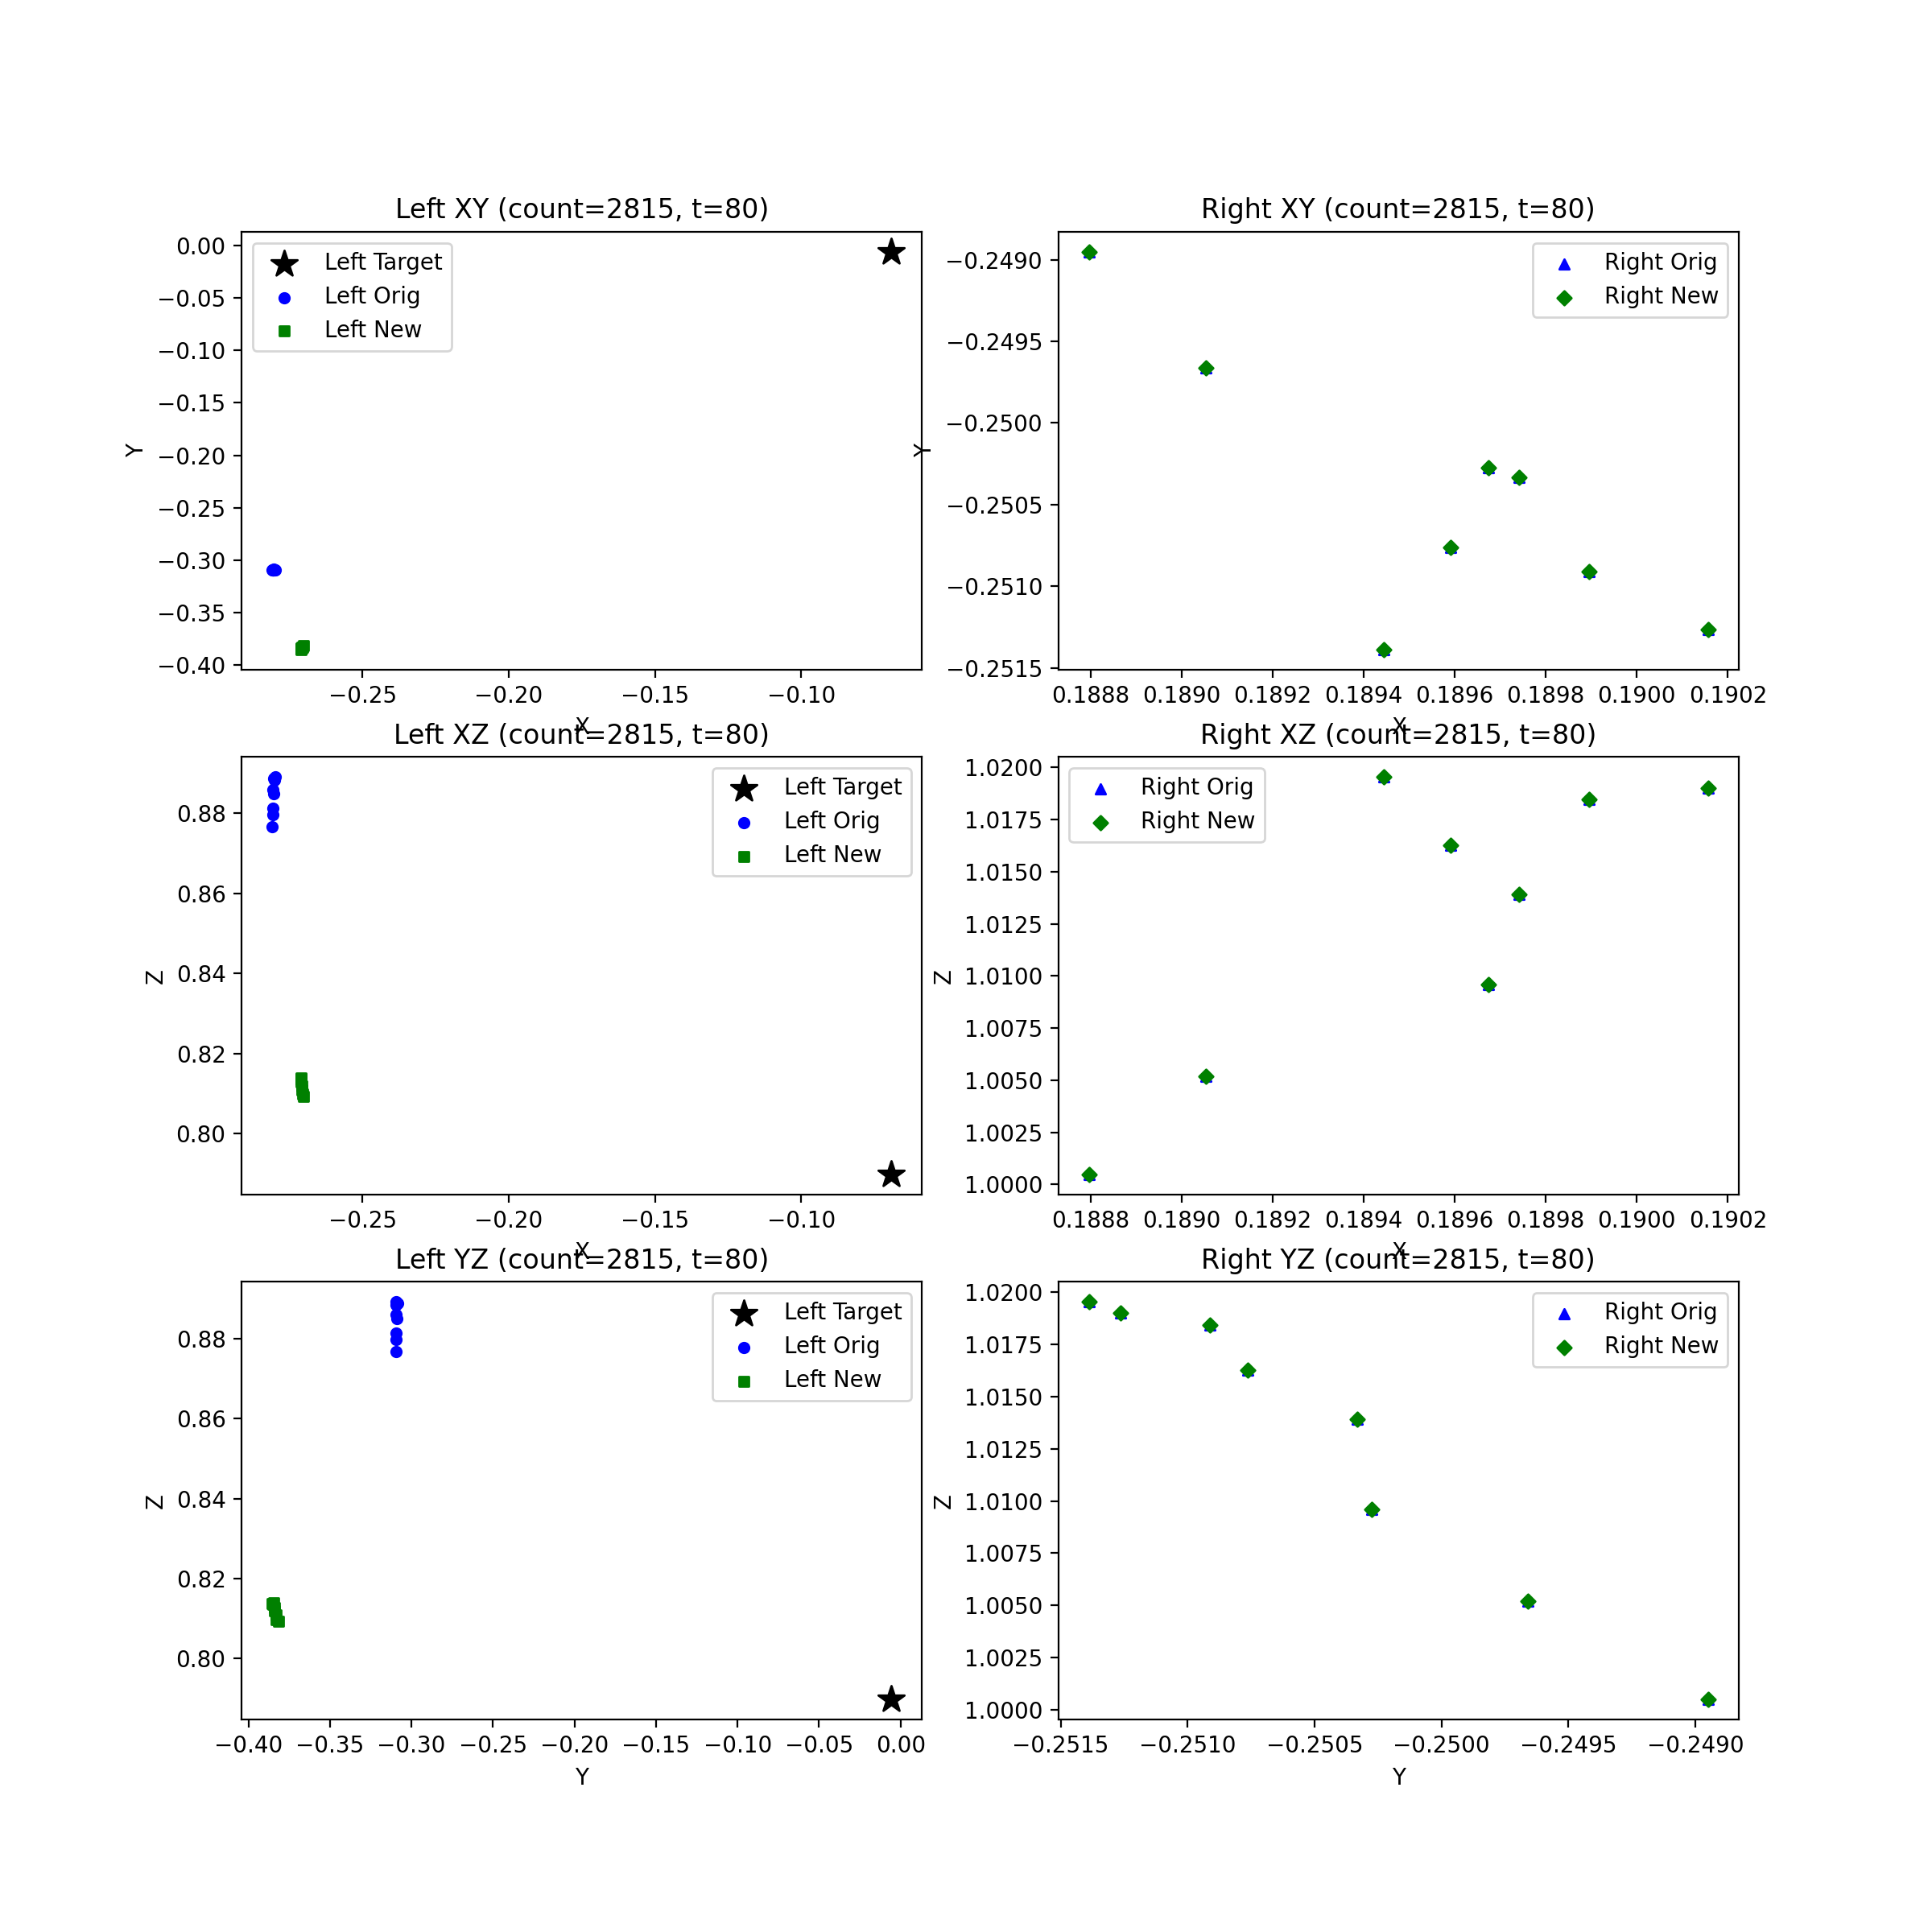 Left XY (count=2815, t=80)
Left Target
Left Orig
Left New
0.00
−0.05
−0.10
−0.15
−0.20
−0.25
−0.30
−0.35
−0.40
Y
−0.25
−0.20
−0.15
−0.10
X
Right XY (count=2815, t=80)
Right Orig
Right New
−0.2490
−0.2495
−0.2500
−0.2505
−0.2510
−0.2515
Y
0.1888
0.1890
0.1892
0.1894
0.1896
0.1898
0.1900
0.1902
X
Left XZ (count=2815, t=80)
Left Target
Left Orig
Left New
0.88
0.86
0.84
0.82
0.80
Z
−0.25
−0.20
−0.15
−0.10
X
Right XZ (count=2815, t=80)
Right Orig
Right New
1.0200
1.0175
1.0150
1.0125
1.0100
1.0075
1.0050
1.0025
1.0000
Z
0.1888
0.1890
0.1892
0.1894
0.1896
0.1898
0.1900
0.1902
X
Left YZ (count=2815, t=80)
Left Target
Left Orig
Left New
0.88
0.86
0.84
0.82
0.80
Z
−0.40
−0.35
−0.30
−0.25
−0.20
−0.15
−0.10
−0.05
0.00
Y
Right YZ (count=2815, t=80)
Right Orig
Right New
1.0200
1.0175
1.0150
1.0125
1.0100
1.0075
1.0050
1.0025
1.0000
Z
−0.2515
−0.2510
−0.2505
−0.2500
−0.2495
−0.2490
Y